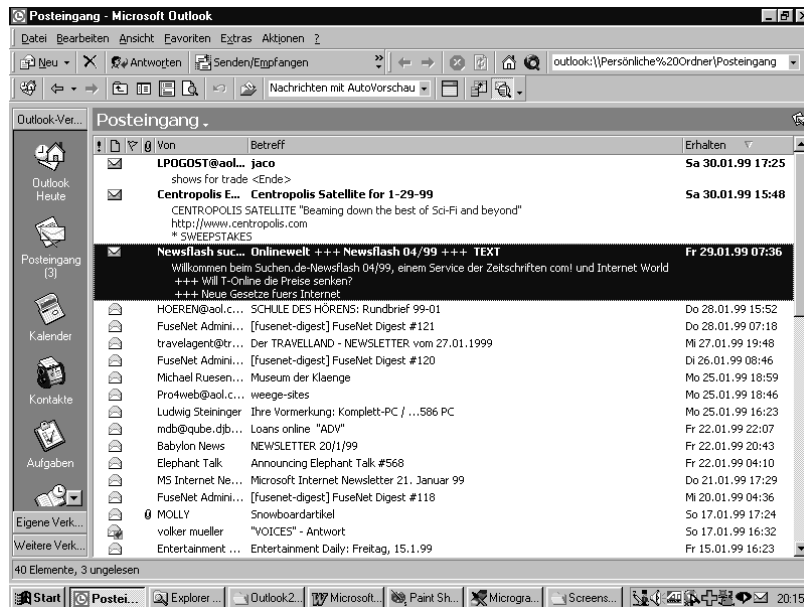 Posteingang - Microsoft Outlook
Datei Bearbeiten Ansicht Favoriten Extras Aktionen ?
Neu Antworten Senden/Empfangen » outlook:\\Persönliche%20Ordner\Posteingang
Nachrichten mit AutoVorschau
Outlook-Ver... Posteingang
! Von Betreff Erhalten
LPOGOST@aol... jaco Sa 30.01.99 17:25
shows for trade <Ende>
Centropolis E... Centropolis Satellite for 1-29-99 Sa 30.01.99 15:48
CENTROPOLIS SATELLITE "Beaming down the best of Sci-Fi and beyond"
http://www.centropolis.com
* SWEEPSTAKES
Newsflash suc... Onlinewelt +++ Newsflash 04/99 +++ TEXT Fr 29.01.99 07:36
Willkommen beim Suchen.de-Newsflash 04/99, einem Service der Zeitschriften com! und Internet World
+++ Will T-Online die Preise senken?
+++ Neue Gesetze fuers Internet
HOEREN@aol.c... SCHULE DES HÖRENS: Rundbrief 99-01 Do 28.01.99 15:52
FuseNet Admini... [fusenet-digest] FuseNet Digest #121 Do 28.01.99 07:18
travelagent@tr... Der TRAVELLAND - NEWSLETTER vom 27.01.1999 Mi 27.01.99 19:48
FuseNet Admini... [fusenet-digest] FuseNet Digest #120 Di 26.01.99 08:46
Michael Ruesen... Museum der Klaenge Mo 25.01.99 18:59
Pro4web@aol.c... weege-sites Mo 25.01.99 18:46
Ludwig Steininger Ihre Vormerkung: Komplett-PC / ...586 PC Mo 25.01.99 16:23
mdb@qube.djb... Loans online "ADV" Fr 22.01.99 22:07
Babylon News NEWSLETTER 20/1/99 Fr 22.01.99 20:43
Elephant Talk Announcing Elephant Talk #568 Fr 22.01.99 04:10
MS Internet Ne... Microsoft Internet Newsletter 21. Januar 99 Do 21.01.99 17:29
FuseNet Admini... [fusenet-digest] FuseNet Digest #118 Mi 20.01.99 04:36
MOLLY Snowboardartikel So 17.01.99 17:24
volker mueller "VOICES" - Antwort So 17.01.99 16:32
Entertainment ... Entertainment Daily: Freitag, 15.1.99 Fr 15.01.99 16:23
Outlook
Heute
Posteingang
(3)
Kalender
Kontakte
Aufgaben
Eigene Verk...
Weitere Verk...
40 Elemente, 3 ungelesen
Start Postei... Explorer ... Outlook2... Microsoft... Paint Sh... Microgra... Screens... 20:15